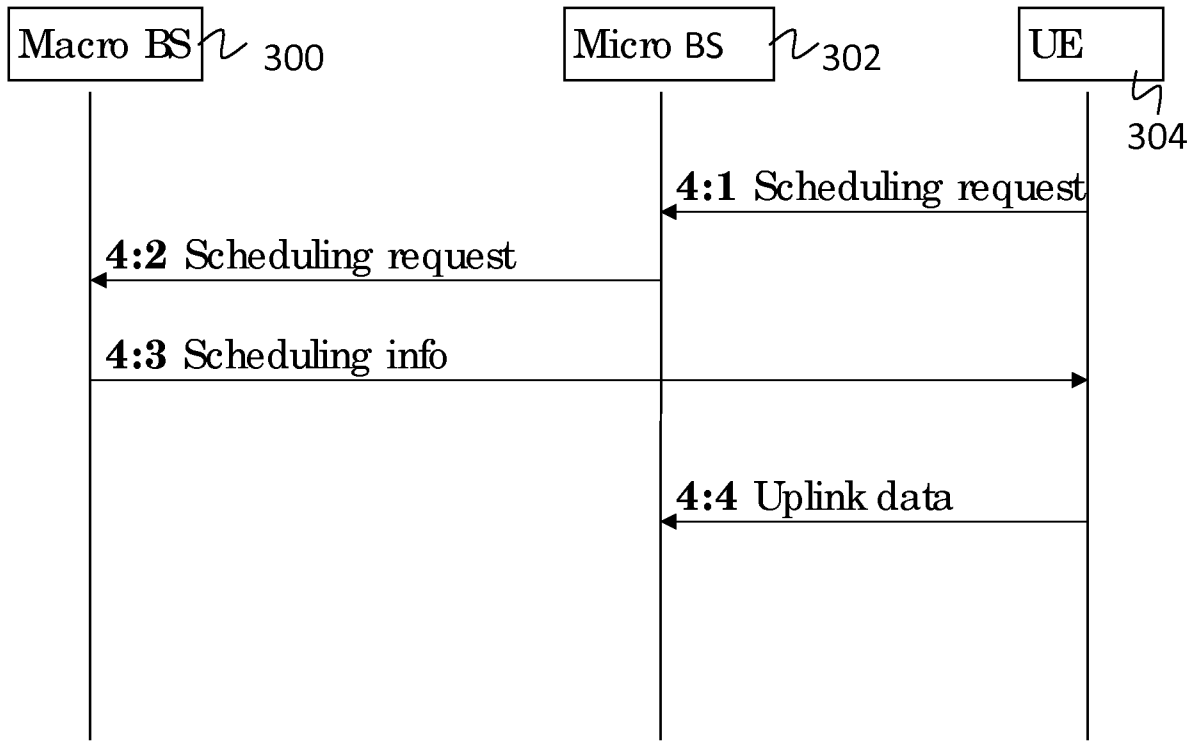 Macro BS
300
Micro BS
302
UE
304
4:1 Scheduling request
4:2 Scheduling request
4:3 Scheduling info
4:4 Uplink data